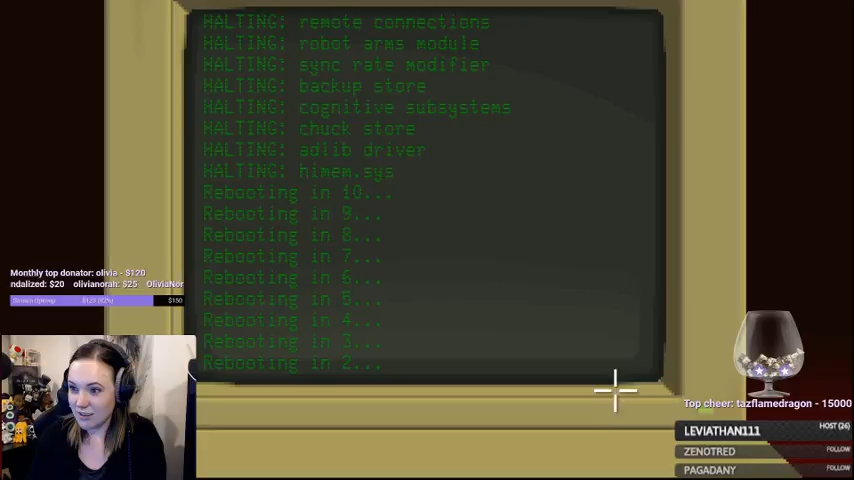 HALTING: remote connections
HALTING: robot arms module
HALTING: sync rate modifier
HALTING: backup store
HALTING: cognitive subsystems
HALTING: chuck store
HALTING: adlib driver
HALTING: himem.sys
Rebooting in 10...
Rebooting in 9...
Rebooting in 8...
Rebooting in 7...
Rebooting in 6...
Rebooting in 5...
Rebooting in 4...
Rebooting in 3...
Rebooting in 2...
Monthly top donator: olivia - $120
ndalized: $20 olivianorah: $25 OliviaNor
$150
Top cheer: tazflamedragon - 15000
LEVIATHAN111 HOST (26)
ZENOTRED FOLLOW
PAGADANY FOLLOW